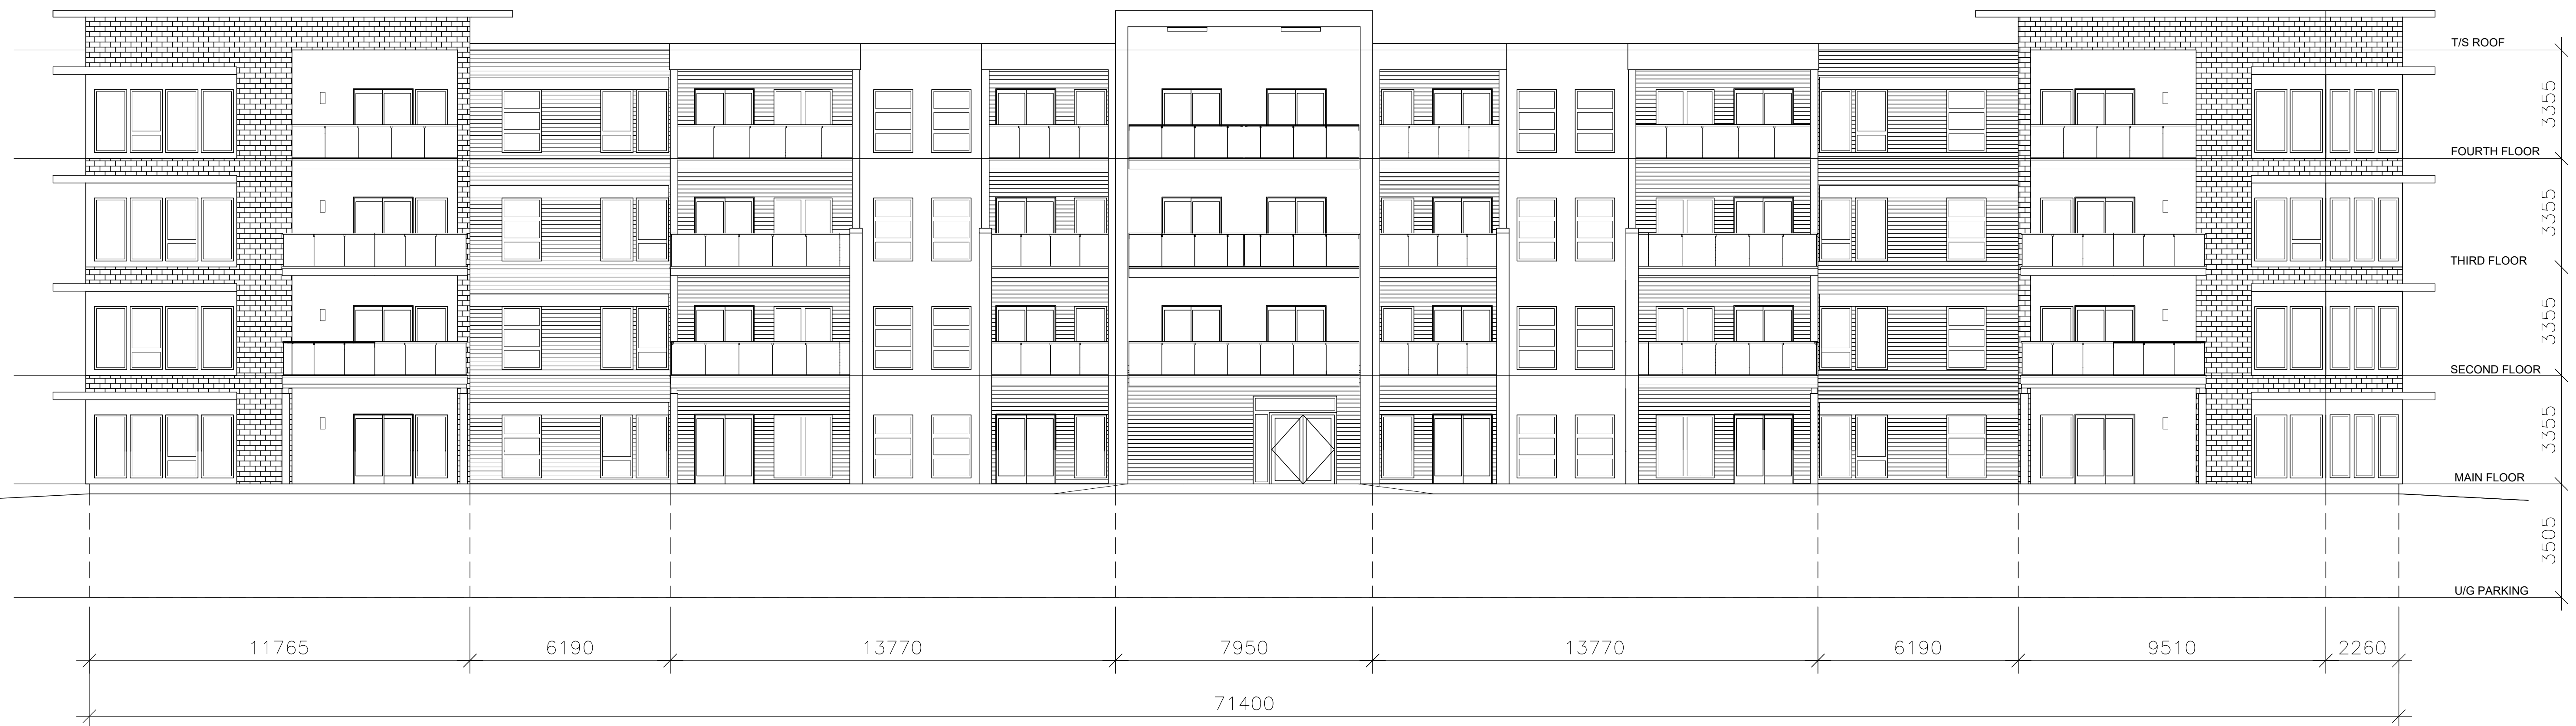 T/S ROOF
3355
FOURTH FLOOR
3355
THIRD FLOOR
3355
SECOND FLOOR
3355
MAIN FLOOR
3505
U/G PARKING
11765 6190 13770 7950 13770 6190 9510 2260
71400